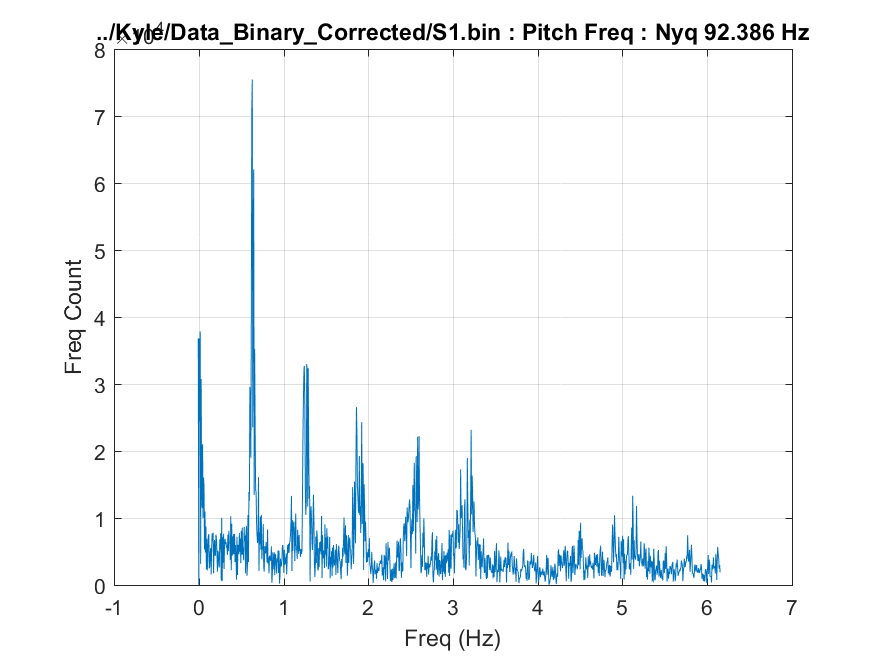 ../Kyle/Data_Binary_Corrected/S1.bin : Pitch Freq : Nyq 92.386 Hz
×10⁴
8
7
6
5
4
3
2
1
0
Freq Count
-1 0 1 2 3 4 5 6 7
Freq (Hz)